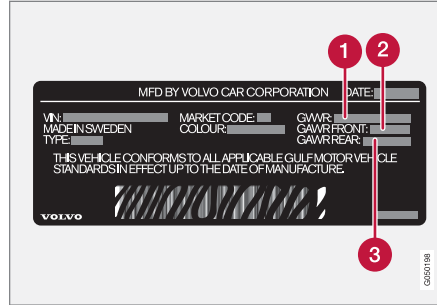 1 2
MFD BY VOLVO CAR CORPORATION DATE:
VIN: MARKET CODE: GVWR:
MADE IN SWEDEN COLOUR: GAWR FRONT:
TYPE: GAWR REAR:
THIS VEHICLE CONFORMS TO ALL APPLICABLE GULF MOTOR VEHICLE
STANDARDS IN EFFECT UP TO THE DATE OF MANUFACTURE.
VOLVO
3
G050198